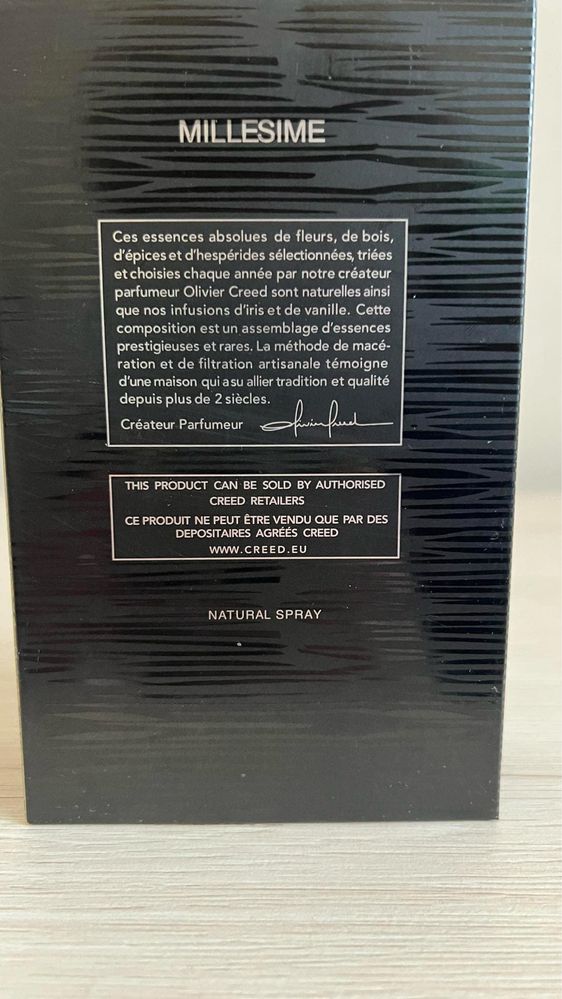 MILLESIME
Ces essences absolues de fleurs, de bois,
d'épices et d'hespérides sélectionnées, triées
et choisies chaque année par notre créateur
parfumeur Olivier Creed sont naturelles ainsi
que nos infusions d'iris et de vanille. Cette
composition est un assemblage d'essences
prestigieuses et rares. La méthode de macé-
ration et de filtration artisanale témoigne
d'une maison qui a su allier tradition et qualité
depuis plus de 2 siècles.
Créateur Parfumeur Olivier Creed
THIS PRODUCT CAN BE SOLD BY AUTHORISED
CREED RETAILERS
CE PRODUIT NE PEUT ÊTRE VENDU QUE PAR DES
DEPOSITAIRES AGRÉÉS CREED
WWW.CREED.EU
NATURAL SPRAY